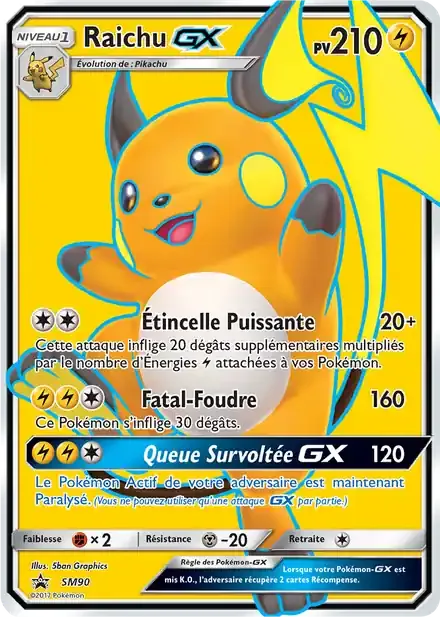 NIVEAU 1
Raichu GX
PV 210
Évolution de : Pikachu
Étincelle Puissante 20+
Cette attaque inflige 20 dégâts supplémentaires multipliés
par le nombre d'Énergies attachées à vos Pokémon.
Fatal-Foudre 160
Ce Pokémon s'inflige 30 dégâts.
Queue Survoltée GX 120
Le Pokémon Actif de votre adversaire est maintenant
Paralysé. (Vous ne pouvez utiliser qu'une attaque GX par partie.)
Faiblesse ×2 Résistance -20 Retraite
Illus. 5ban Graphics
SM90
©2017 Pokémon
Règle des Pokémon-GX
Lorsque votre Pokémon-GX est
mis K.O., l'adversaire récupère 2 cartes Récompense.